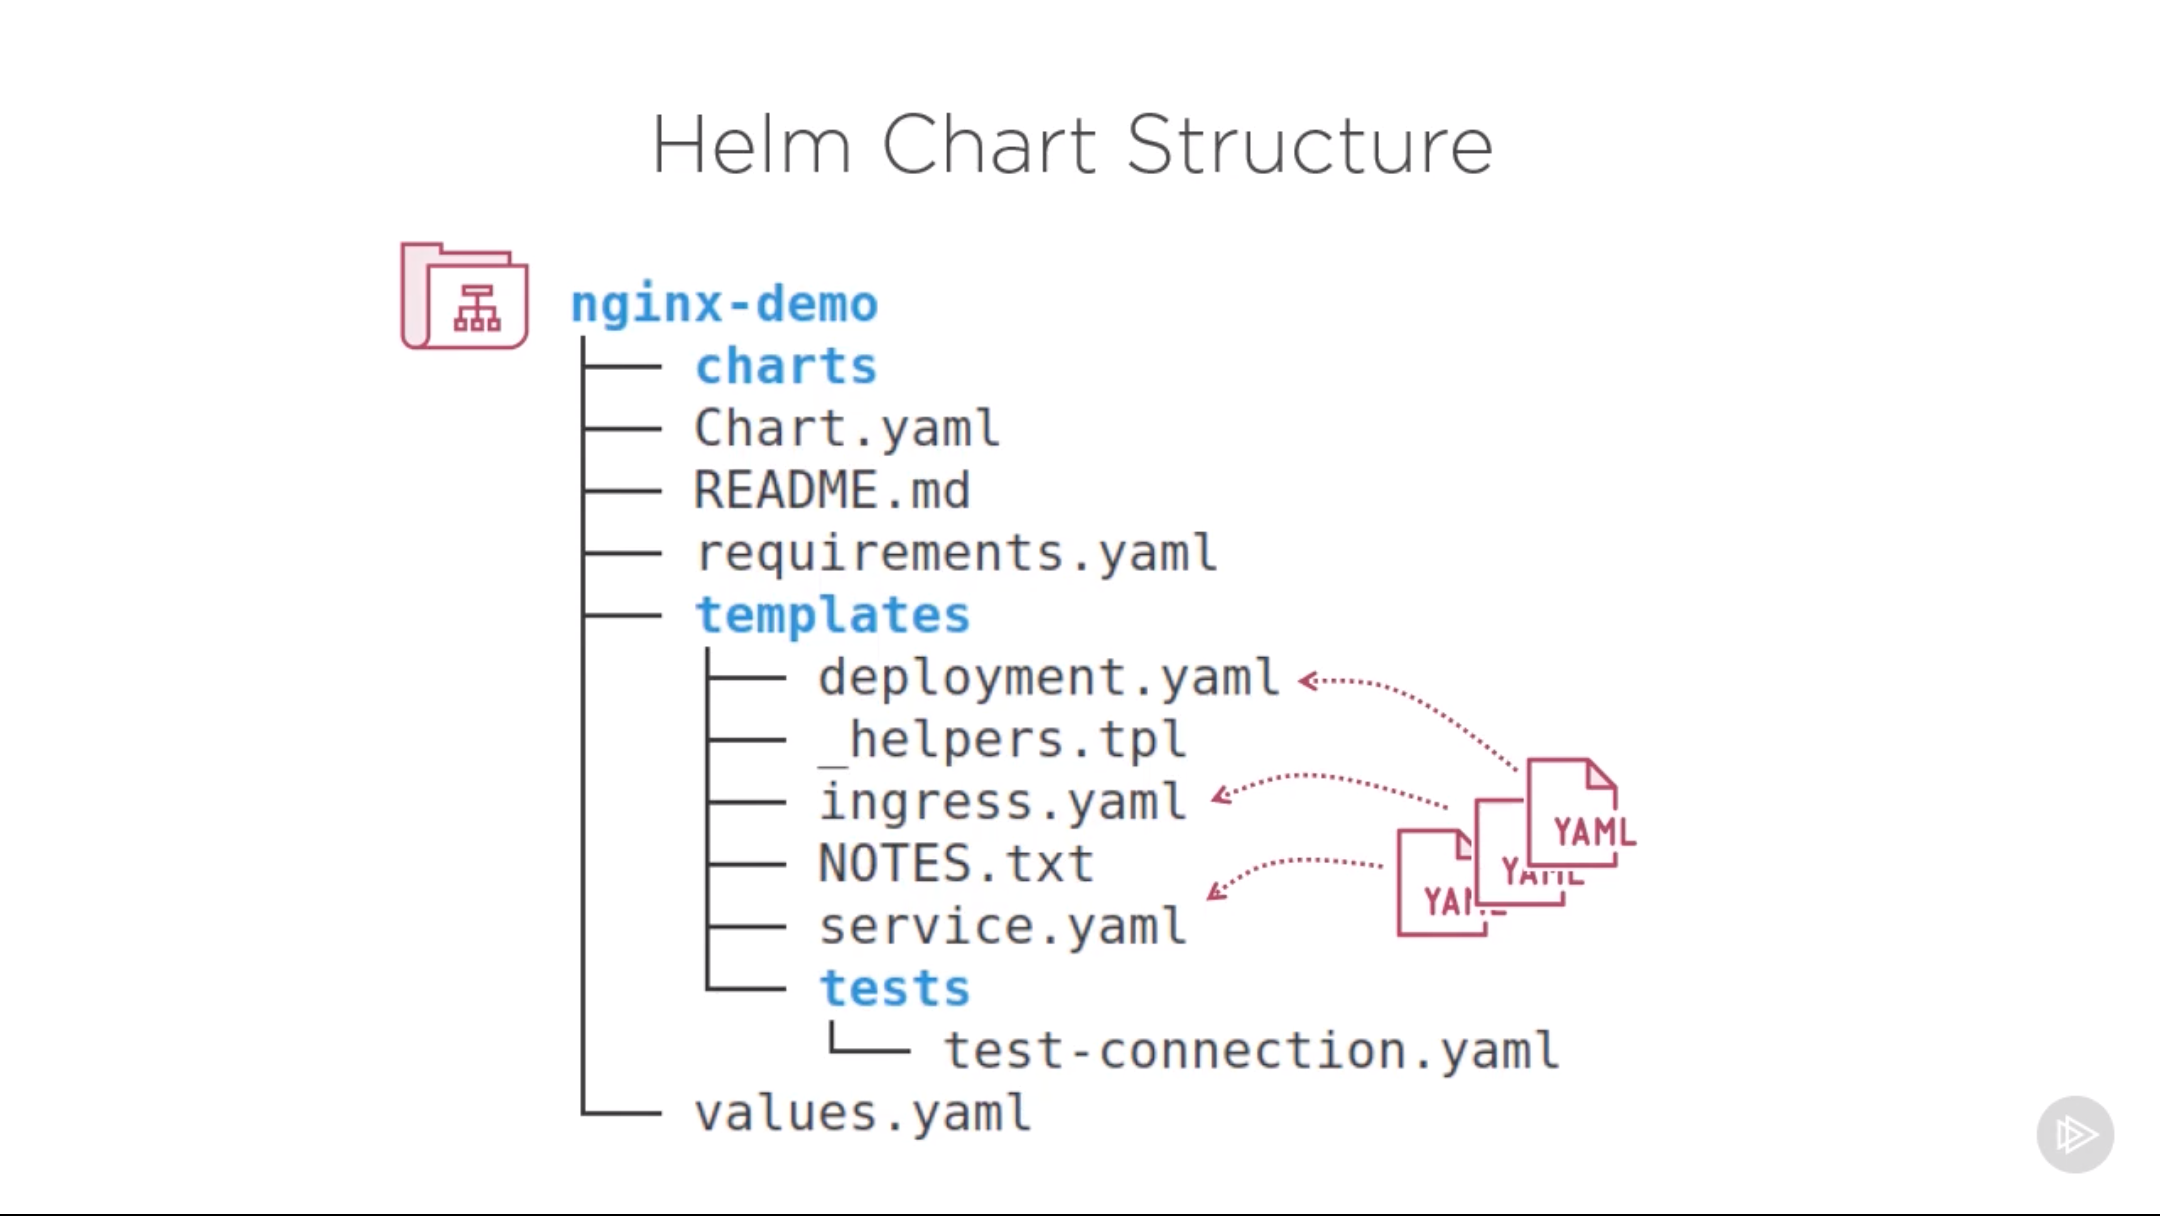 Helm Chart Structure
nginx-demo
charts
Chart.yaml
README.md
requirements.yaml
templates
deployment.yaml
_helpers.tpl
ingress.yaml
NOTES.txt
service.yaml
tests
test-connection.yaml
values.yaml
YAML
YAML